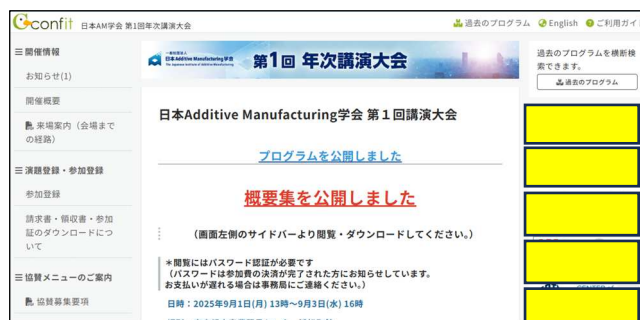 confit 日本AM学会 第1回年次講演大会
過去のプログラム English ご利用ガイ
開催情報
お知らせ(1)
開催概要
来場案内（会場まで
の経路）
演題登録・参加登録
参加登録
請求書・領収書・参加
証のダウンロードにつ
いて
協賛メニューのご案内
協賛募集要項
一般社団法人
日本Additive Manufacturing学会
第1回 年次講演大会
日本Additive Manufacturing学会 第１回講演大会
プログラムを公開しました
概要集を公開しました
（画面左側のサイドバーより閲覧・ダウンロードしてください。）
＊閲覧にはパスワード認証が必要です
（パスワードは参加費の決済が完了された方にお知らせしています。
お支払いが遅れる場合は事務局にご連絡ください。）
日時：2025年9月1日(月) 13時～9月3日(水) 16時
過去のプログラムを横断検
索できます。
過去のプログラム